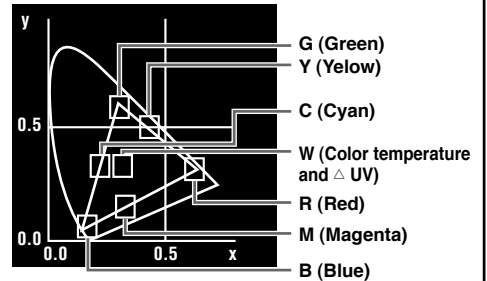 y
0.5
0.0
0.0 0.5 x
G (Green)
Y (Yelow)
C (Cyan)
W (Color temperature
and △ UV)
R (Red)
M (Magenta)
B (Blue)